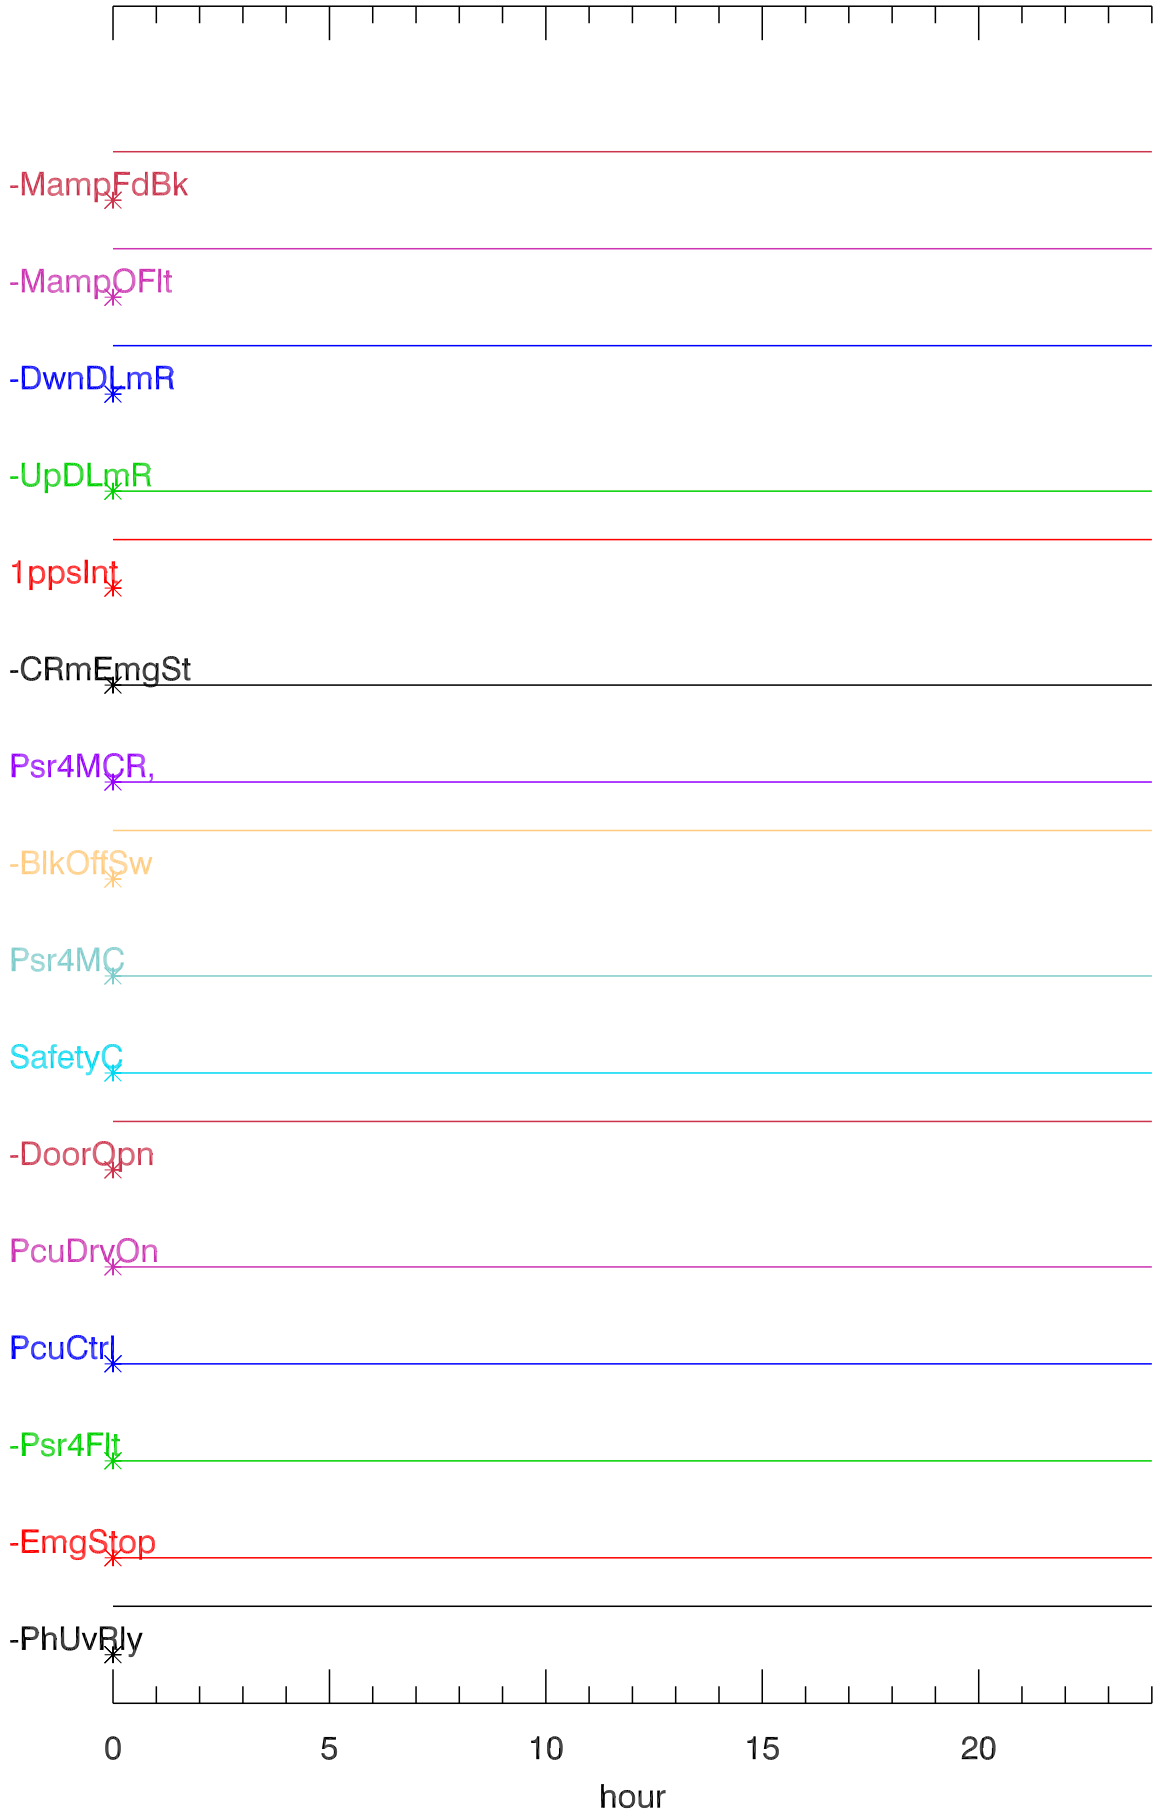 -MampFdBk
-MampOFlt
-DwnDLmR
-UpDLmR
1ppsInt
-CRmEmgSt
Psr4MCR,
-BlkOffSw
Psr4MC
SafetyC
-DoorOpn
PcuDrvOn
PcuCtrl
-Psr4Flt
-EmgStop
-PhUvRly
0 5 10 15 20
hour